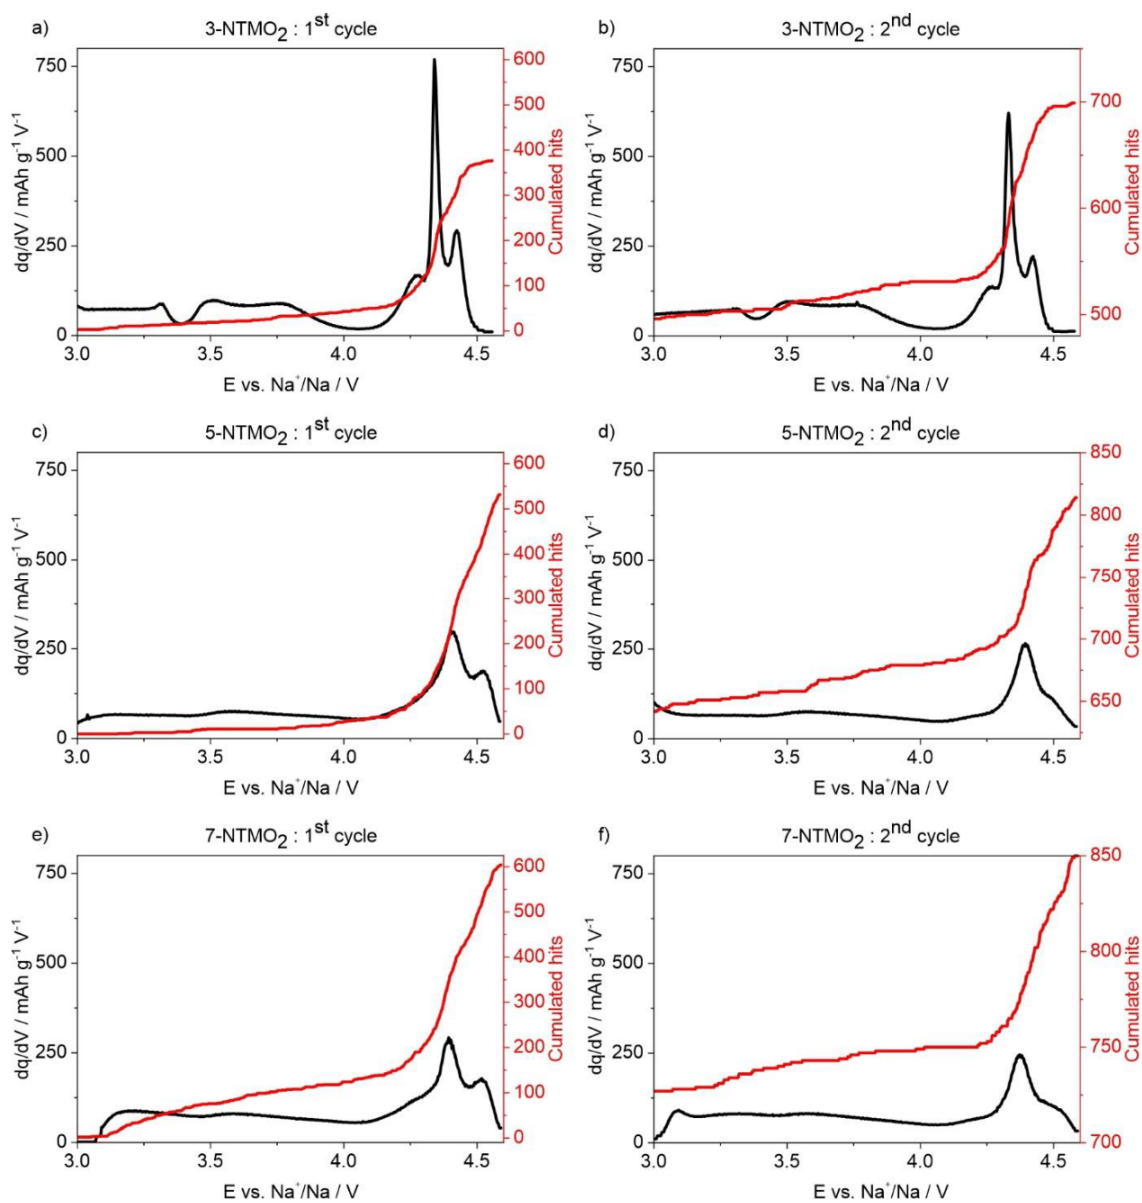 a) 3-NTMO2 : 1st cycle
750
500
250
0
dq/dV / mAh g-1 V-1
600
500
400
300
200
100
0
Cumulated hits
3.0 3.5 4.0 4.5
E vs. Na+/Na / V
b) 3-NTMO2 : 2nd cycle
750
500
250
0
dq/dV / mAh g-1 V-1
700
600
500
Cumulated hits
3.0 3.5 4.0 4.5
E vs. Na+/Na / V
c) 5-NTMO2 : 1st cycle
750
500
250
0
dq/dV / mAh g-1 V-1
600
500
400
300
200
100
0
Cumulated hits
3.0 3.5 4.0 4.5
E vs. Na+/Na / V
d) 5-NTMO2 : 2nd cycle
750
500
250
0
dq/dV / mAh g-1 V-1
850
800
750
700
650
Cumulated hits
3.0 3.5 4.0 4.5
E vs. Na+/Na / V
e) 7-NTMO2 : 1st cycle
750
500
250
0
dq/dV / mAh g-1 V-1
600
500
400
300
200
100
0
Cumulated hits
3.0 3.5 4.0 4.5
E vs. Na+/Na / V
f) 7-NTMO2 : 2nd cycle
750
500
250
0
dq/dV / mAh g-1 V-1
850
800
750
700
Cumulated hits
3.0 3.5 4.0 4.5
E vs. Na+/Na / V